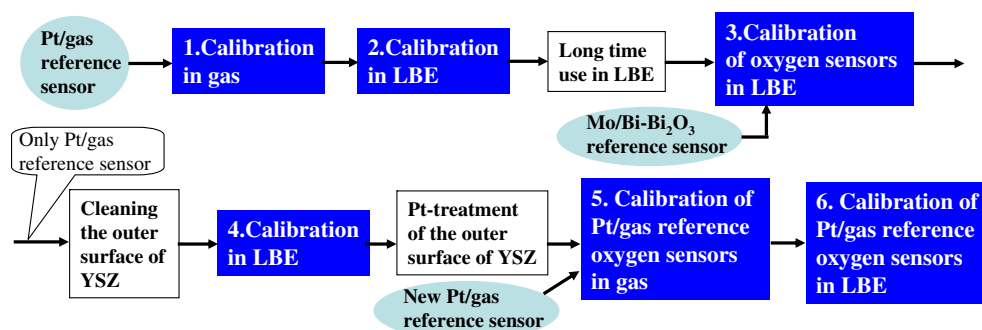 Pt/gas
reference
sensor
1.Calibration
in gas
2.Calibration
in LBE
Long time
use in LBE
3.Calibration
of oxygen sensors
in LBE
Mo/Bi-Bi₂O₃
reference sensor
Only Pt/gas
reference sensor
Cleaning
the outer
surface of
YSZ
4.Calibration
in LBE
Pt-treatment
of the outer
surface of YSZ
New Pt/gas
reference sensor
5. Calibration of
Pt/gas reference
oxygen sensors
in gas
6. Calibration of
Pt/gas reference
oxygen sensors
in LBE